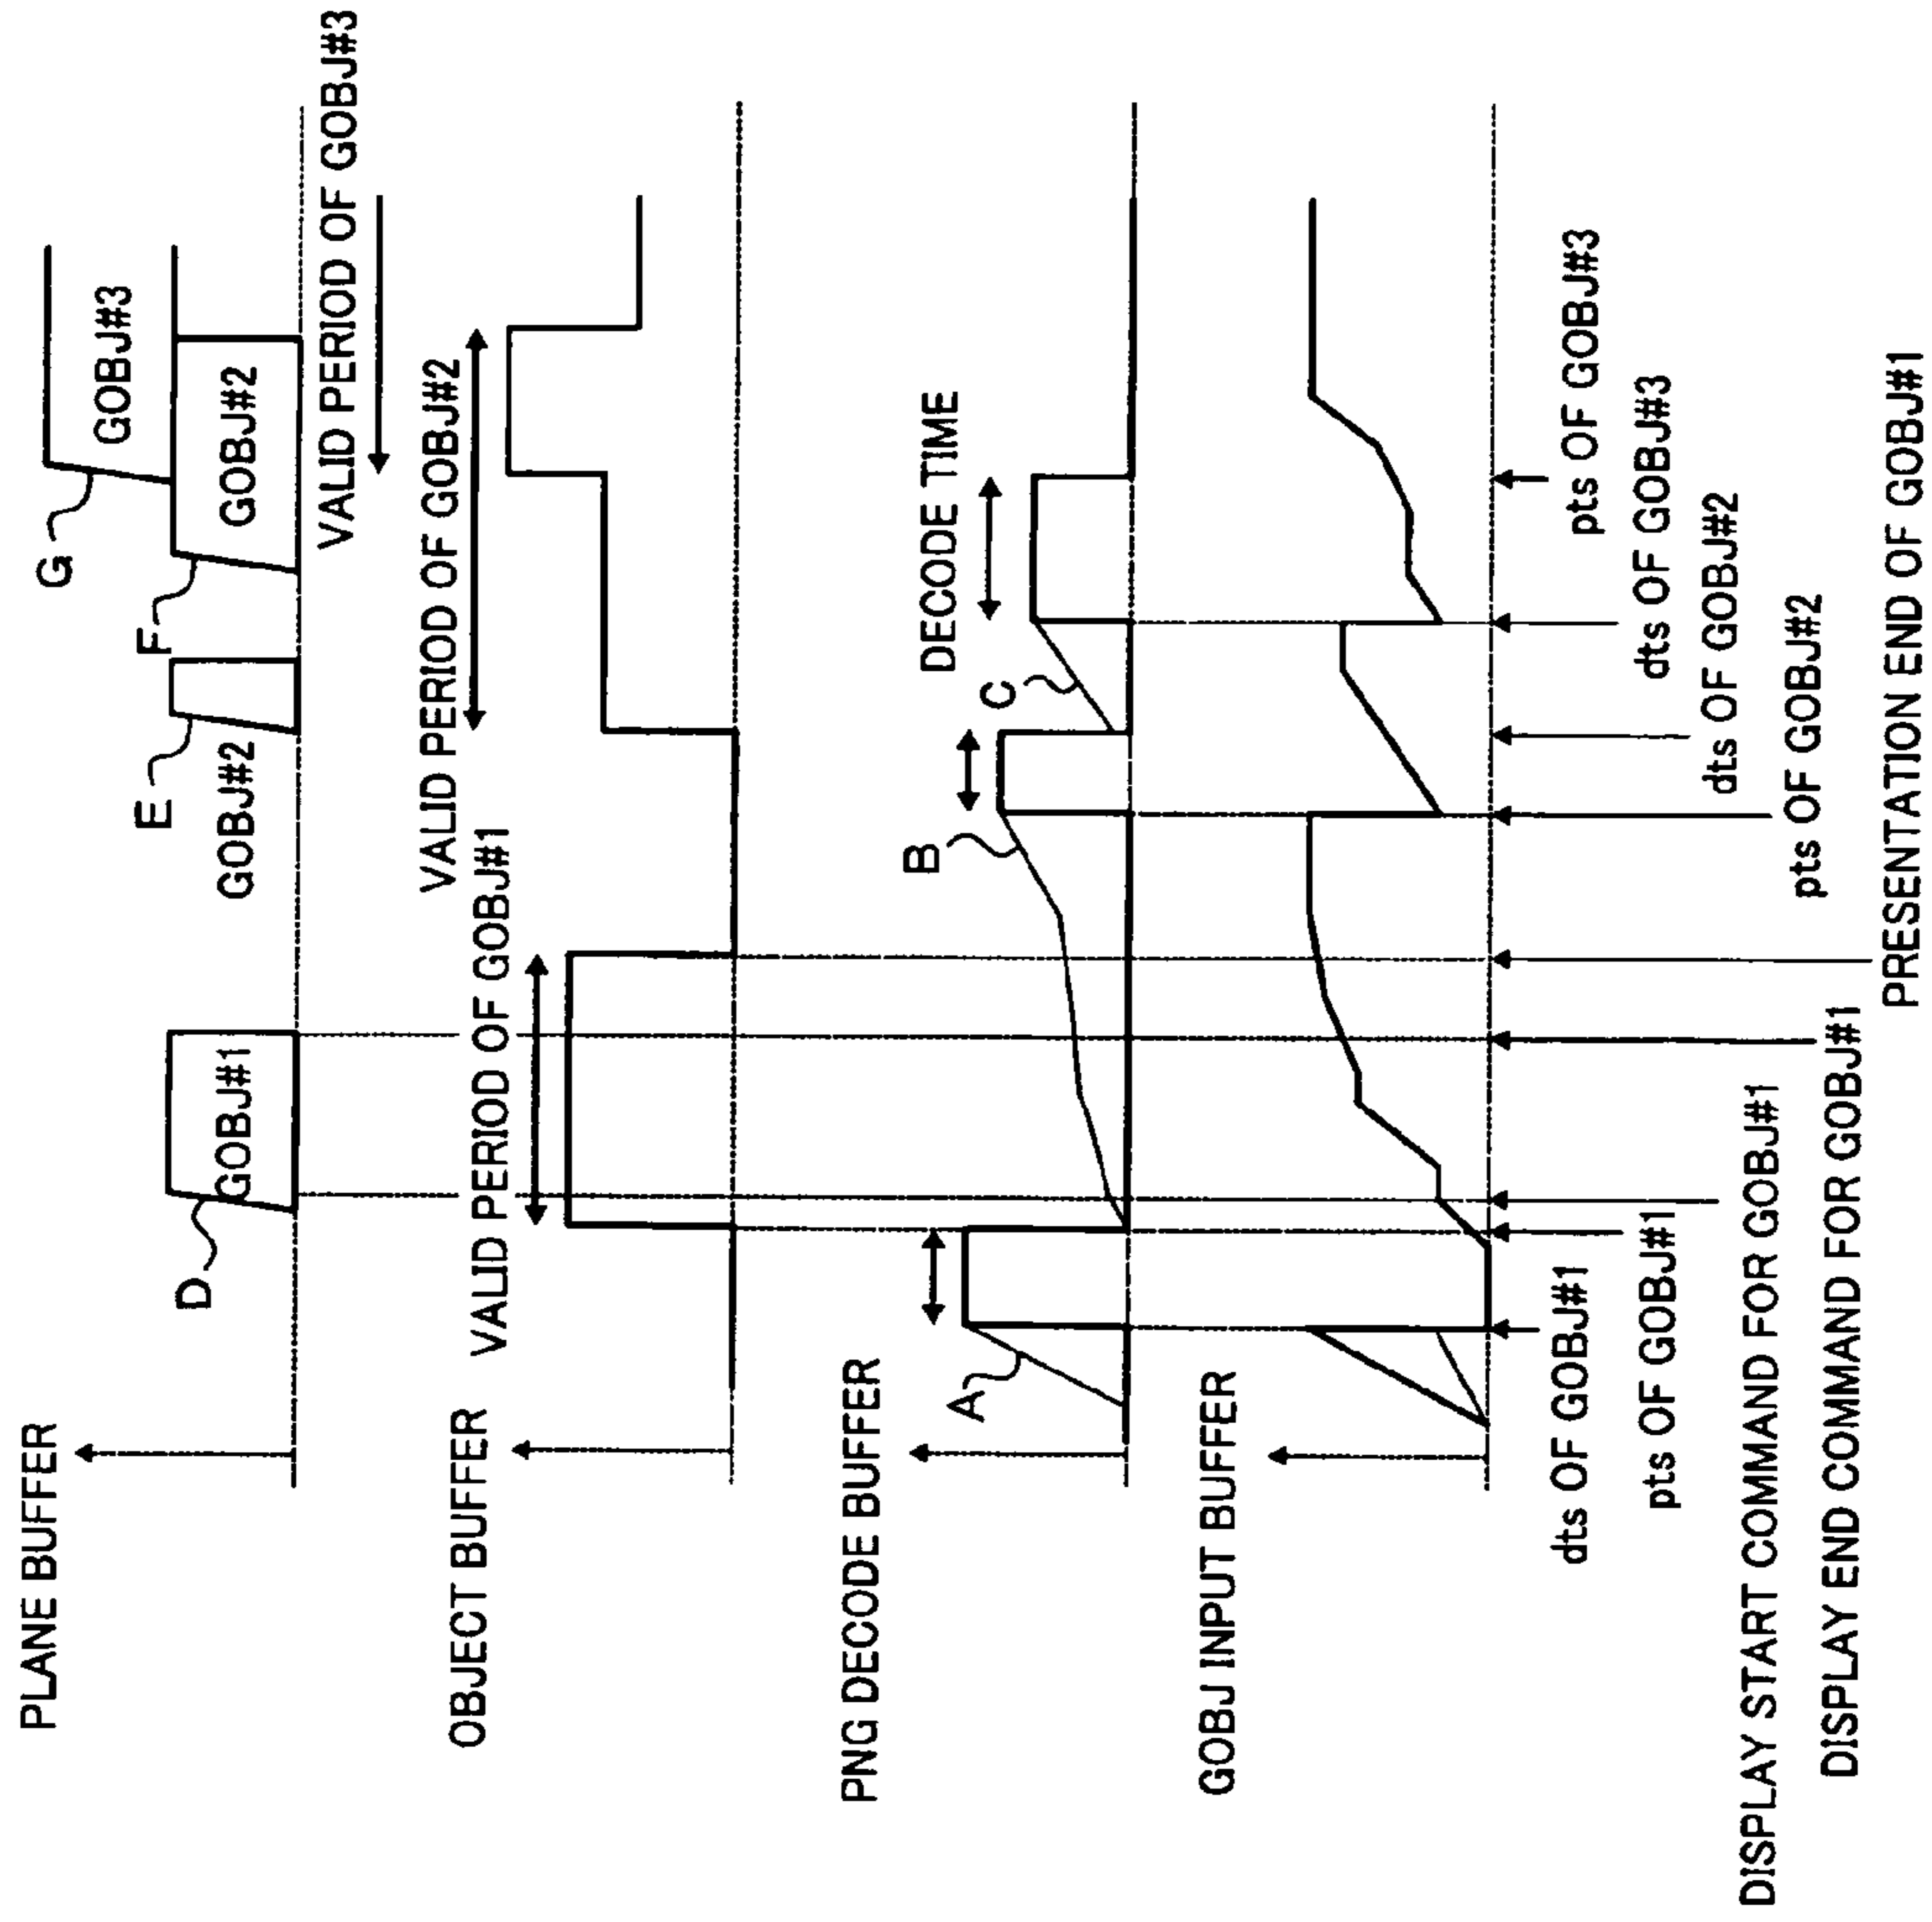 PLANE BUFFER
G
GOBJ#3
D
E
F
GOBJ#1
GOBJ#2
GOBJ#2
VALID PERIOD OF GOBJ#3
VALID PERIOD OF GOBJ#2
OBJECT BUFFER
VALID PERIOD OF GOBJ#1
PNG DECODE BUFFER
B
DECODE TIME
A
C
GOBJ INPUT BUFFER
dts OF GOBJ#1
pts OF GOBJ#3
pts OF GOBJ#1
dts OF GOBJ#3
dts OF GOBJ#2
DISPLAY START COMMAND FOR GOBJ#1
pts OF GOBJ#2
DISPLAY END COMMAND FOR GOBJ#1
PRESENTATION END OF GOBJ#1